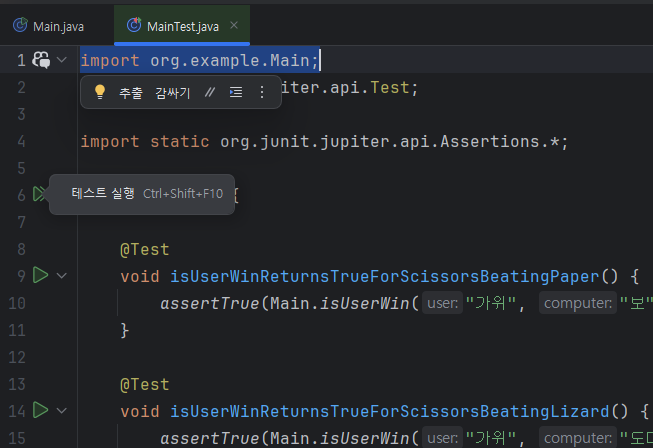 Main.java
MainTest.java
1 import org.example.Main;
추출 감싸기
2 iter.api.Test;
3
4 import static org.junit.jupiter.api.Assertions.*;
5
테스트 실행 Ctrl+Shift+F10
6 {
7
8 @Test
9 void isUserWinReturnsTrueForScissorsBeatingPaper() {
10 assertTrue(Main.isUserWin( user: "가위", computer: "보"
11 }
12
13 @Test
14 void isUserWinReturnsTrueForScissorsBeatingLizard() {
15 assertTrue(Main.isUserWin( user: "가위", computer: "도마